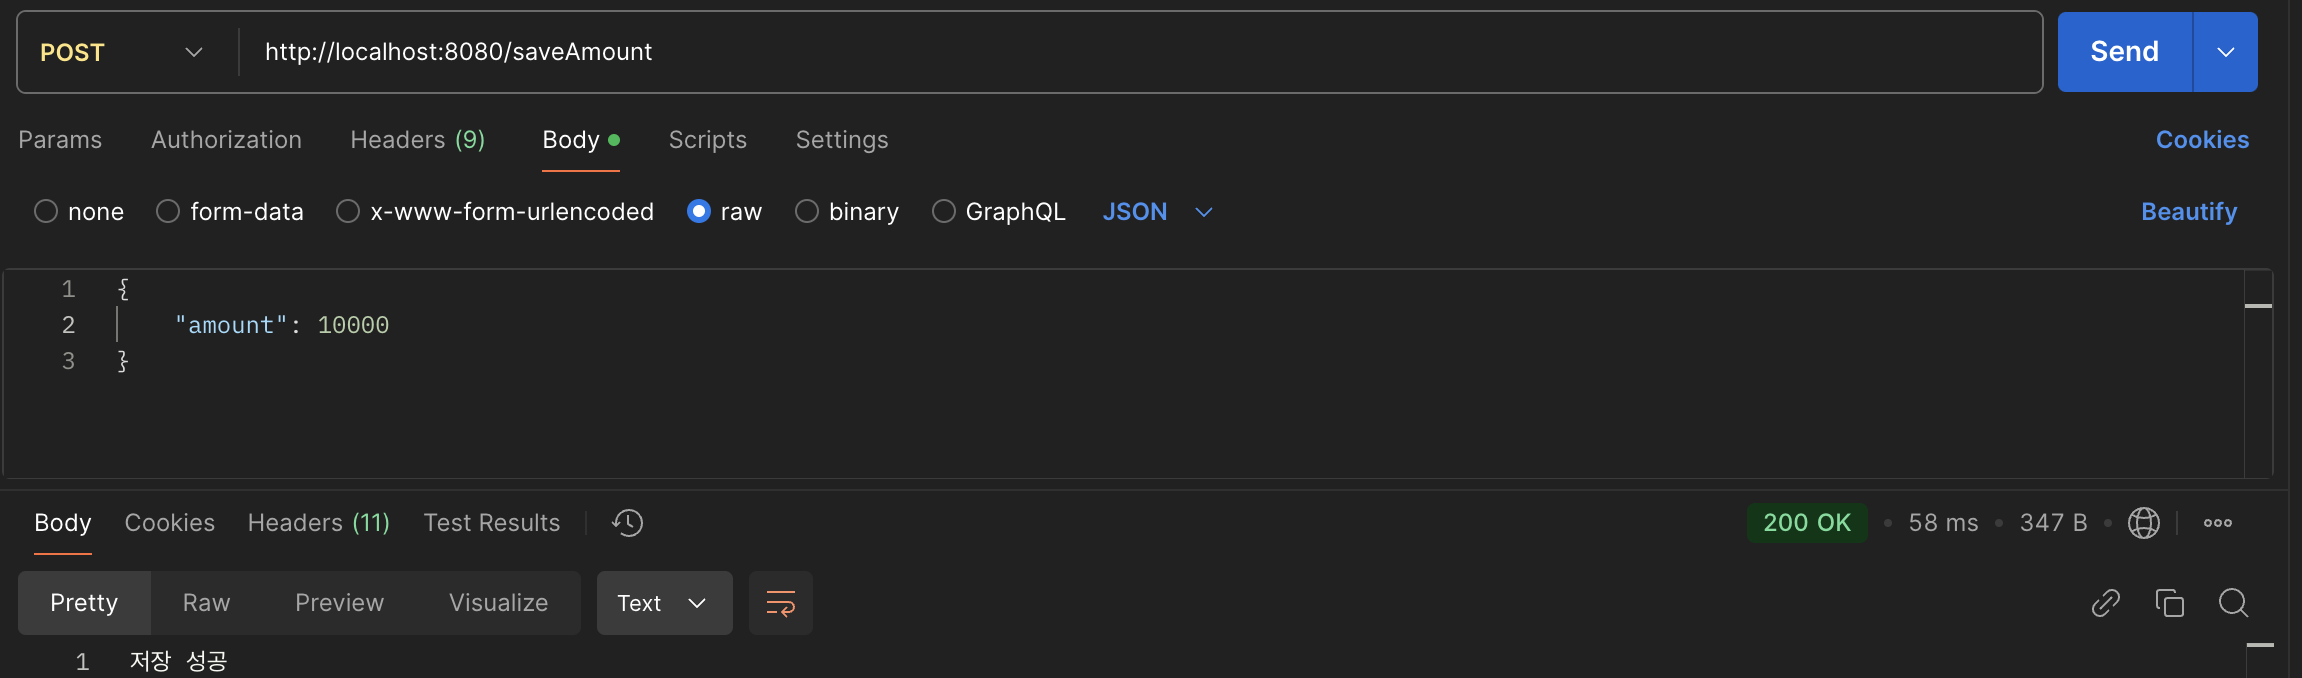 POST http://localhost:8080/saveAmount Send
Params Authorization Headers (9) Body Scripts Settings Cookies
none form-data x-www-form-urlencoded raw binary GraphQL JSON Beautify
1 {
2 "amount": 10000
3 }
Body Cookies Headers (11) Test Results 200 OK • 58 ms • 347 B •
Pretty Raw Preview Visualize Text
1 저장 성공